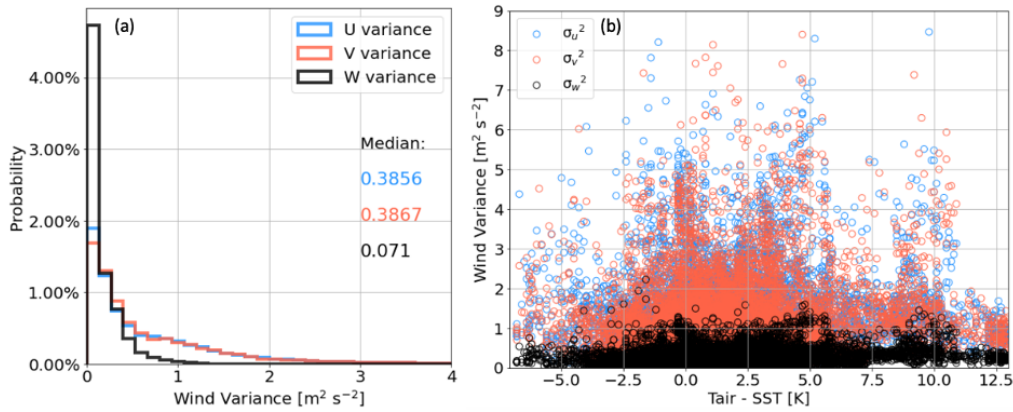 (a)
U variance
V variance
W variance
Median:
0.3856
0.3867
0.071
4.00%
3.00%
2.00%
1.00%
0.00%
Probability
0
1
2
3
4
Wind Variance [m² s⁻²]
(b)
σᵤ²
σᵥ²
σ_w²
9
8
7
6
5
4
3
2
1
0
Wind Variance [m² s⁻²]
−5.0
−2.5
0.0
2.5
5.0
7.5
10.0
12.5
Tair - SST [K]